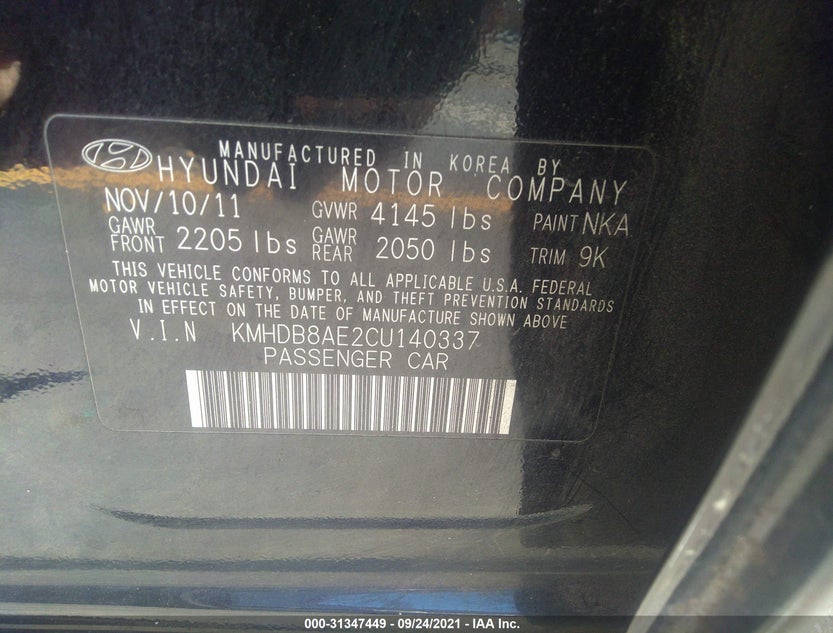 MANUFACTURED IN KOREA BY
HYUNDAI MOTOR COMPANY
NOV/10/11 GVWR 4145 lbs PAINT NKA
GAWR FRONT 2205 lbs GAWR REAR 2050 lbs TRIM 9K
THIS VEHICLE CONFORMS TO ALL APPLICABLE U.S.A. FEDERAL
MOTOR VEHICLE SAFETY, BUMPER, AND THEFT PREVENTION STANDARDS
IN EFFECT ON THE DATE OF MANUFACTURE SHOWN ABOVE
V.I.N KMHDB8AE2CU140337
PASSENGER CAR
000-31347449 - 09/24/2021 - IAA Inc.